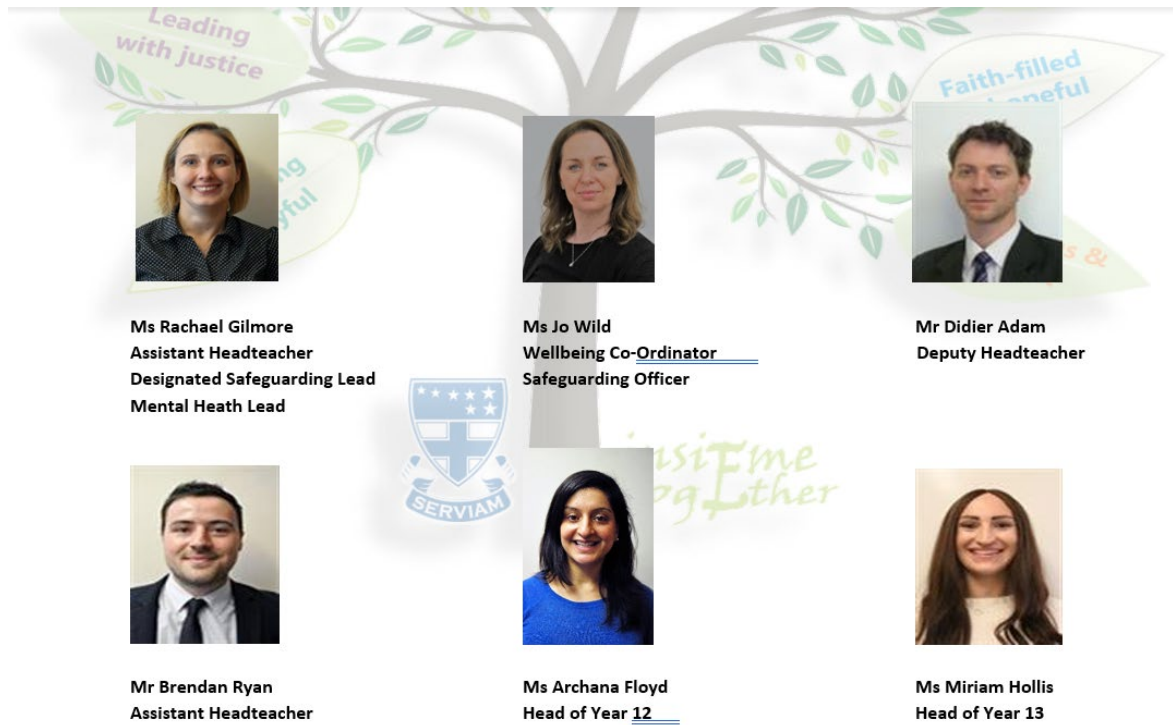 Leading
with justice
Faith-filled
Ms Rachael Gilmore
Assistant Headteacher
Designated Safeguarding Lead
Mental Heath Lead
Ms Jo Wild
Wellbeing Co-Ordinator
Safeguarding Officer
Mr Didier Adam
Deputy Headteacher
SERVIAM
Mr Brendan Ryan
Assistant Headteacher
Ms Archana Floyd
Head of Year 12
Ms Miriam Hollis
Head of Year 13